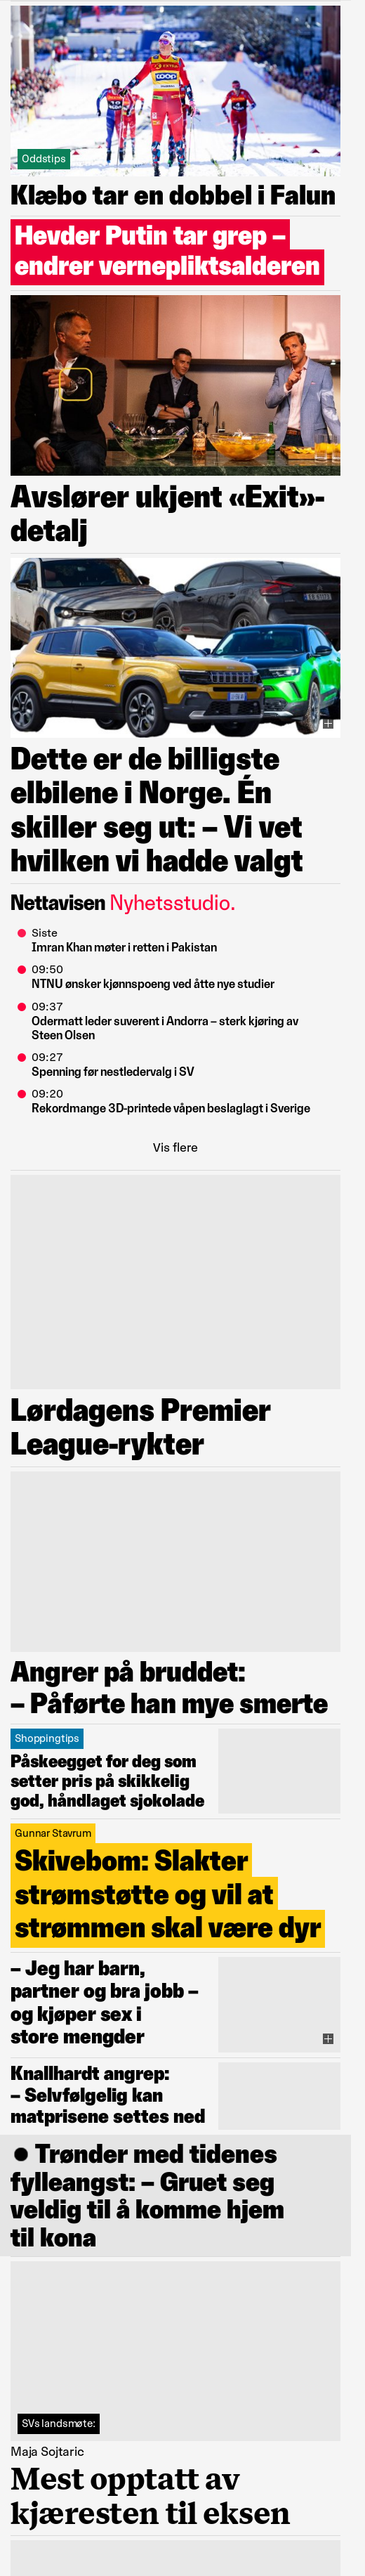 Oddstips
Klæbo tar en dobbel i Falun
Hevder Putin tar grep –
endrer vernepliktsalderen
Avslører ukjent «Exit»-
detalj
Dette er de billigste
elbilene i Norge. Én
skiller seg ut: – Vi vet
hvilken vi hadde valgt
Nettavisen Nyhetsstudio.
Siste
Imran Khan møter i retten i Pakistan
09:50
NTNU ønsker kjønnspoeng ved åtte nye studier
09:37
Odermatt leder suverent i Andorra – sterk kjøring av
Steen Olsen
09:27
Spenning før nestledervalg i SV
09:20
Rekordmange 3D-printede våpen beslaglagt i Sverige
Vis flere
Lørdagens Premier
League-rykter
Angrer på bruddet:
– Påførte han mye smerte
Shoppingtips
Påskeegget for deg som
setter pris på skikkelig
god, håndlaget sjokolade
Gunnar Stavrum
Skivebom: Slakter
strømstøtte og vil at
strømmen skal være dyr
– Jeg har barn,
partner og bra jobb –
og kjøper sex i
store mengder
Knallhardt angrep:
– Selvfølgelig kan
matprisene settes ned
Trønder med tidenes
fylleangst: – Gruet seg
veldig til å komme hjem
til kona
SVs landsmøte:
Maja Sojtaric
Mest opptatt av
kjæresten til eksen